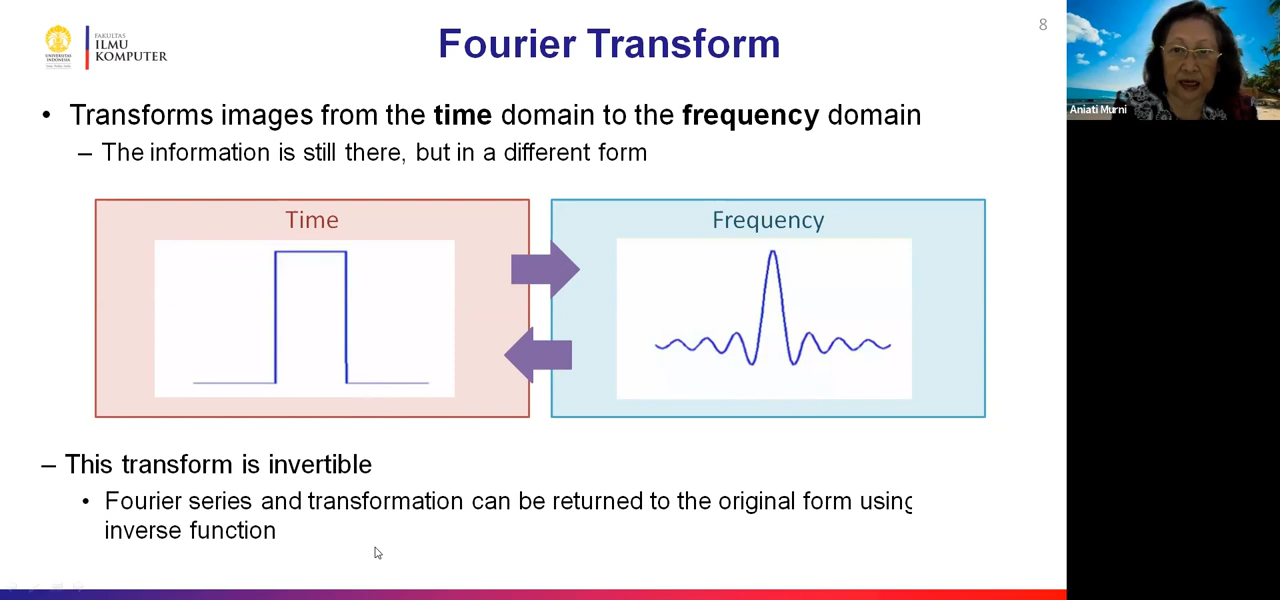 8
FAKULTAS
ILMU
KOMPUTER
UNIVERSITAS
INDONESIA
Fourier Transform
Aniati Murni
• Transforms images from the time domain to the frequency domain
– The information is still there, but in a different form
Time
Frequency
– This transform is invertible
• Fourier series and transformation can be returned to the original form using
inverse function